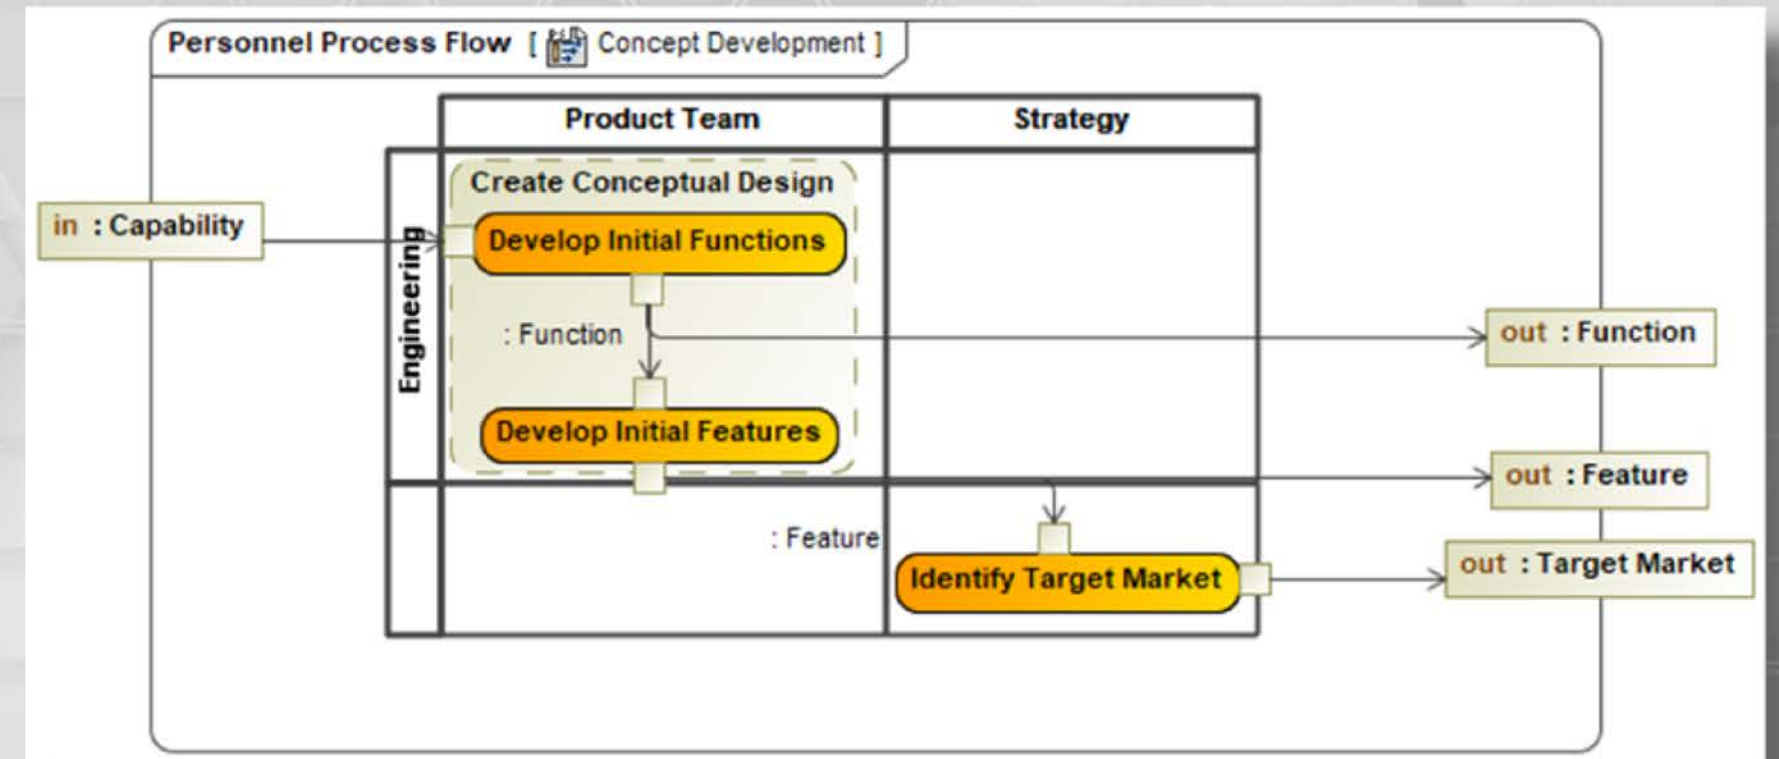 Personnel Process Flow [ Concept Development ]
Product Team
Strategy
Engineering
Create Conceptual Design
in : Capability
Develop Initial Functions
: Function
out : Function
Develop Initial Features
out : Feature
: Feature
Identify Target Market
out : Target Market